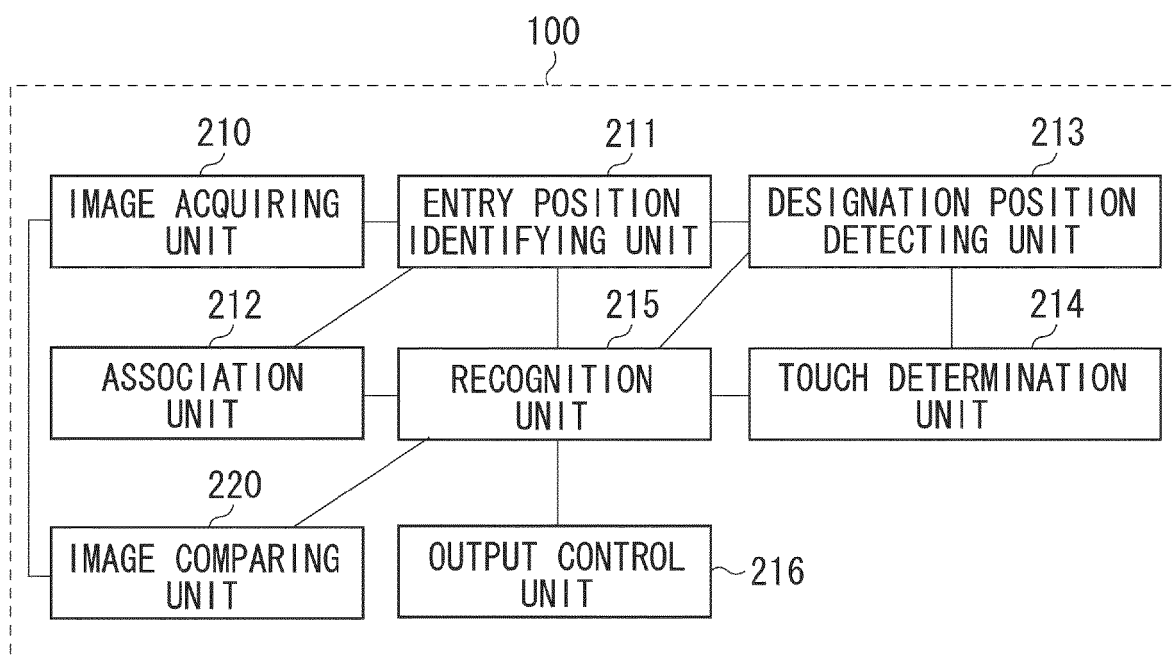 100
210
211
213
IMAGE ACQUIRING
UNIT
ENTRY POSITION
IDENTIFYING UNIT
DESIGNATION POSITION
DETECTING UNIT
212
215
214
ASSOCIATION
UNIT
RECOGNITION
UNIT
TOUCH DETERMINATION
UNIT
220
IMAGE COMPARING
UNIT
OUTPUT CONTROL
UNIT
216